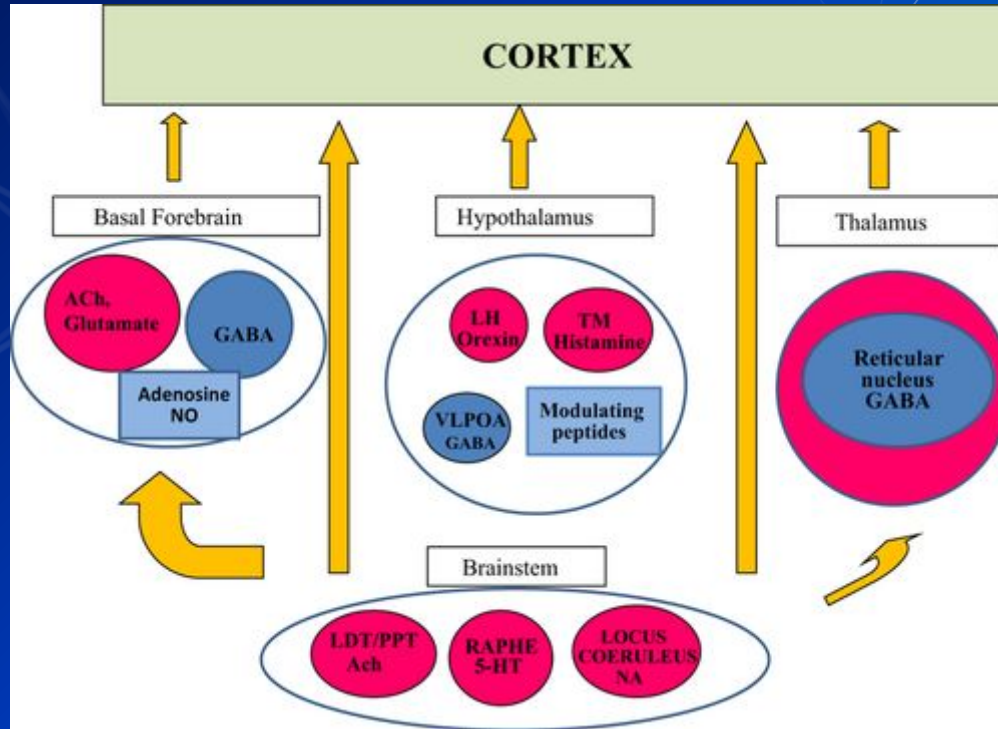 CORTEX
Basal Forebrain
Hypothalamus
Thalamus
ACh,
Glutamate
GABA
Adenosine
NO
LH
Orexin
TM
Histamine
VLPOA
GABA
Modulating
peptides
Reticular
nucleus
GABA
Brainstem
LDT/PPT
Ach
RAPHE
5-HT
LOCUS
COERULEUS
NA